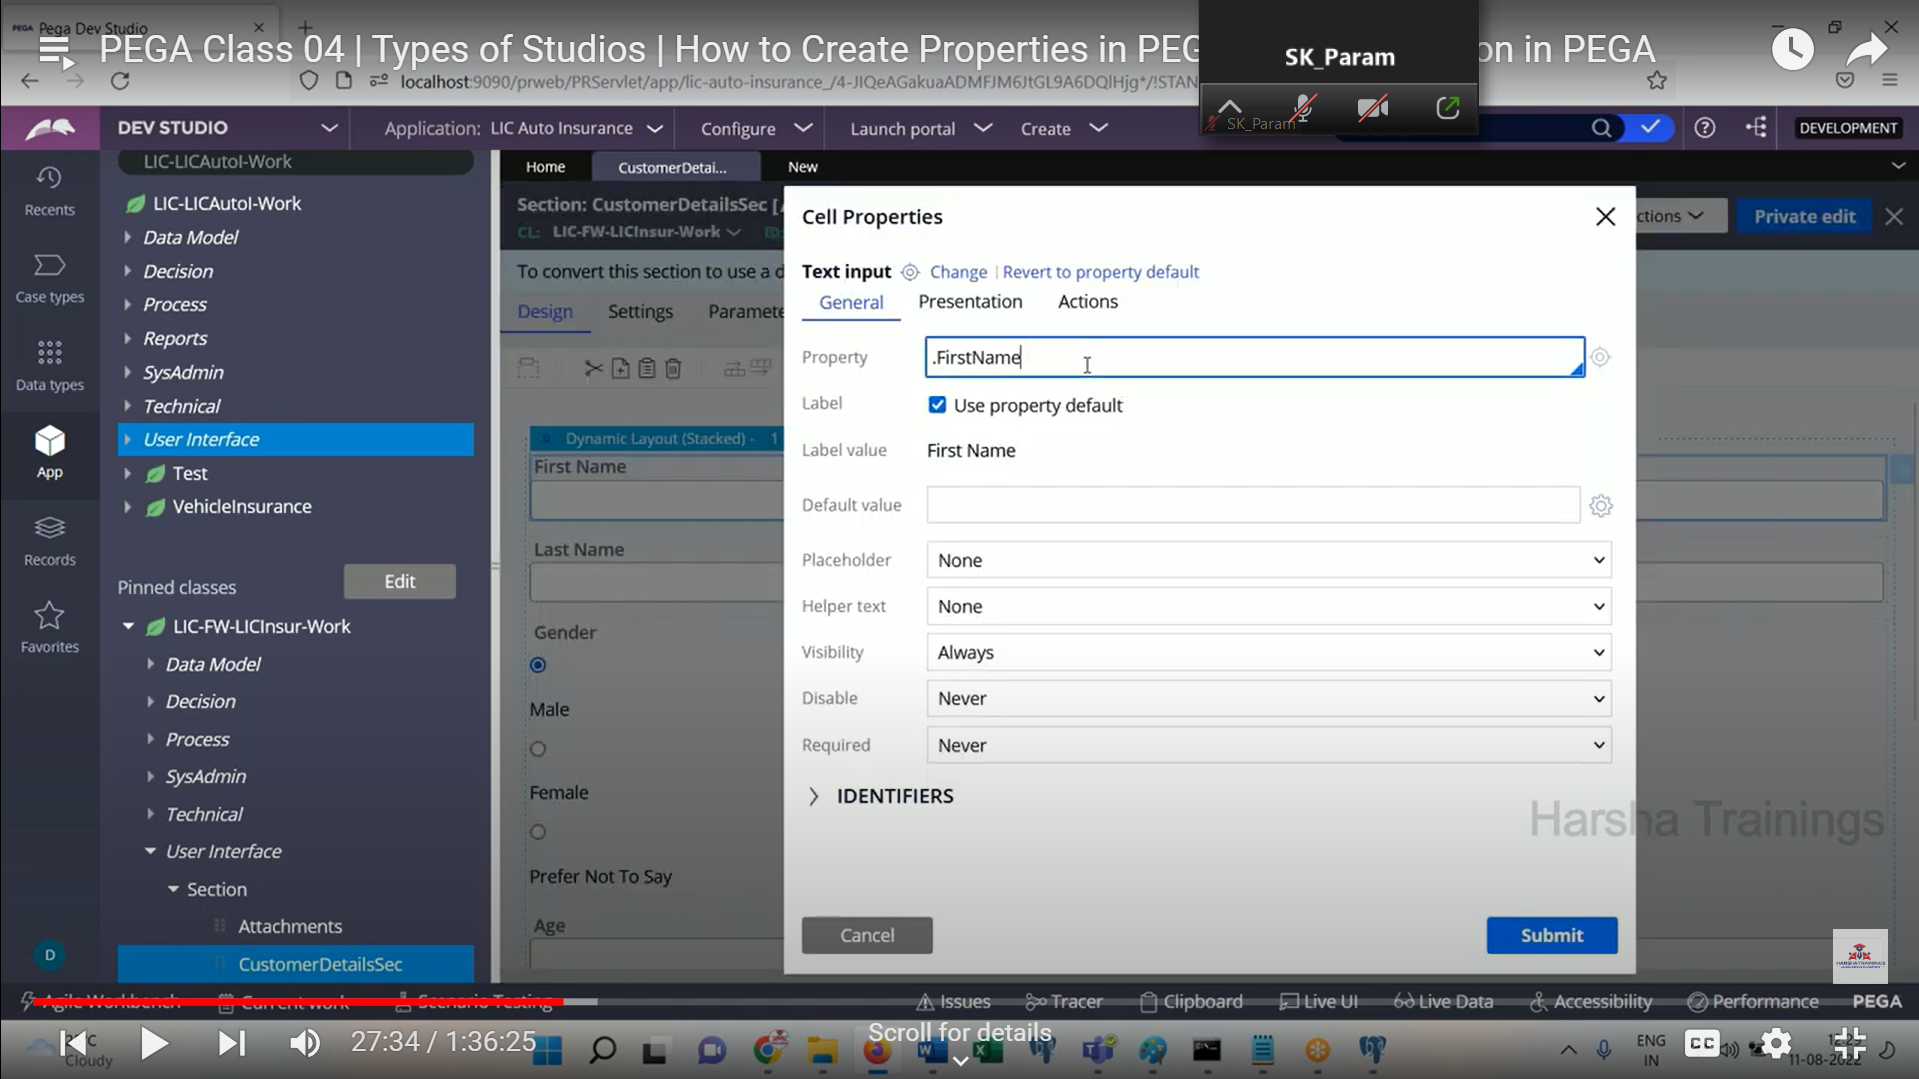 PEGA Pega Dev Studio
PEGA Class 04 | Types of Studios | How to Create Properties in PEG
on in PEGA
SK_Param
SK_Param
localhost:9090/prweb/PRServlet/app/lic-auto-insurance_/4-JIQeAGakuaADMFJM6JtGL9A6DQlHjg*/!STAN
DEV STUDIO
Application: LIC Auto Insurance
Configure
Launch portal
Create
DEVELOPMENT
Recents
Case types
Data types
App
Records
Favorites
D
LIC-LICAutoI-Work
LIC-LICAutoI-Work
Data Model
Decision
Process
Reports
SysAdmin
Technical
User Interface
Test
VehicleInsurance
Pinned classes
Edit
LIC-FW-LICInsur-Work
Data Model
Decision
Process
SysAdmin
Technical
User Interface
Section
Attachments
CustomerDetailsSec
Home
CustomerDetai...
New
Section: CustomerDetailsSec
CL: LIC-FW-LICInsur-Work
ctions
Private edit
To convert this section to use a d
Design
Settings
Paramete
Dynamic Layout (Stacked) - 1
First Name
Last Name
Gender
Male
Female
Prefer Not To Say
Age
Cell Properties
Text input
Change
Revert to property default
General
Presentation
Actions
Property
.FirstName
Label
Use property default
Label value
First Name
Default value
Placeholder
None
Helper text
None
Visibility
Always
Disable
Never
Required
Never
IDENTIFIERS
Cancel
Submit
Harsha Trainings
HARSHA TRAININGS
Agile Workbench
Current work
Scenario Testing
Issues
Tracer
Clipboard
Live UI
Live Data
Accessibility
Performance
PEGA
27:34 / 1:36:25
Scroll for details
Cloudy
ENG
IN
CC
11-08-2022